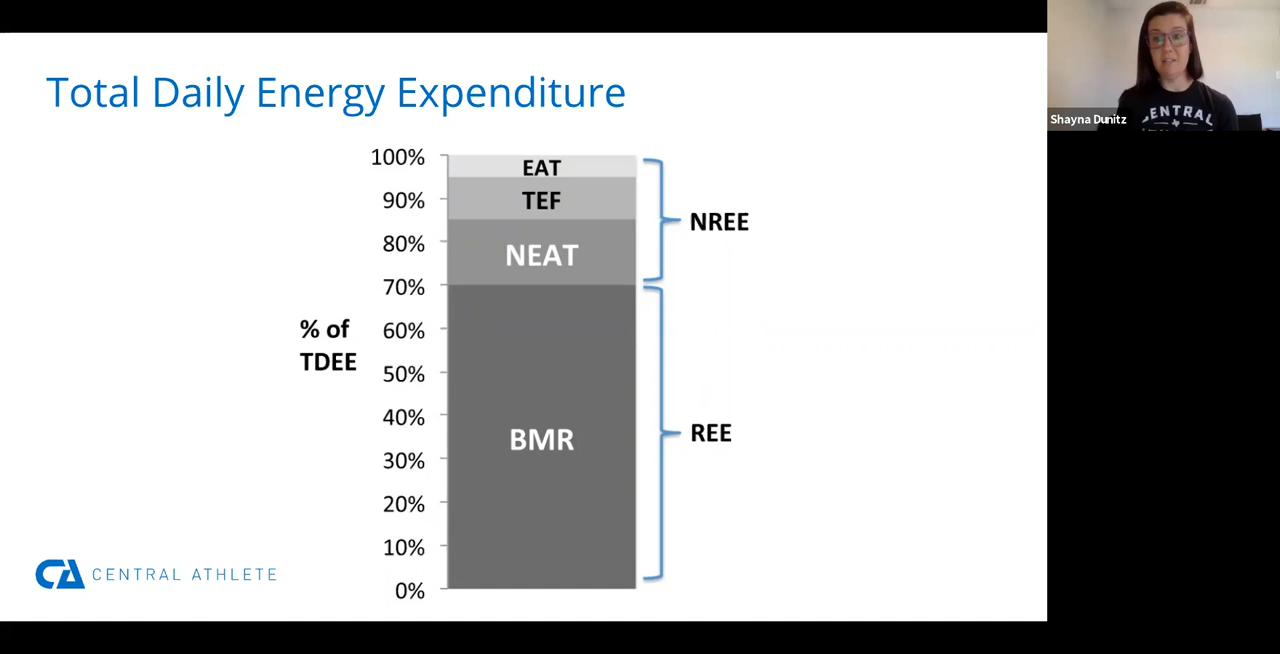 Total Daily Energy Expenditure
Shayna Dunitz
CENTRAL
100%
EAT
90%
TEF
NREE
80%
NEAT
70%
% of
TDEE
60%
50%
40%
BMR
REE
30%
20%
10%
0%
CA CENTRAL ATHLETE